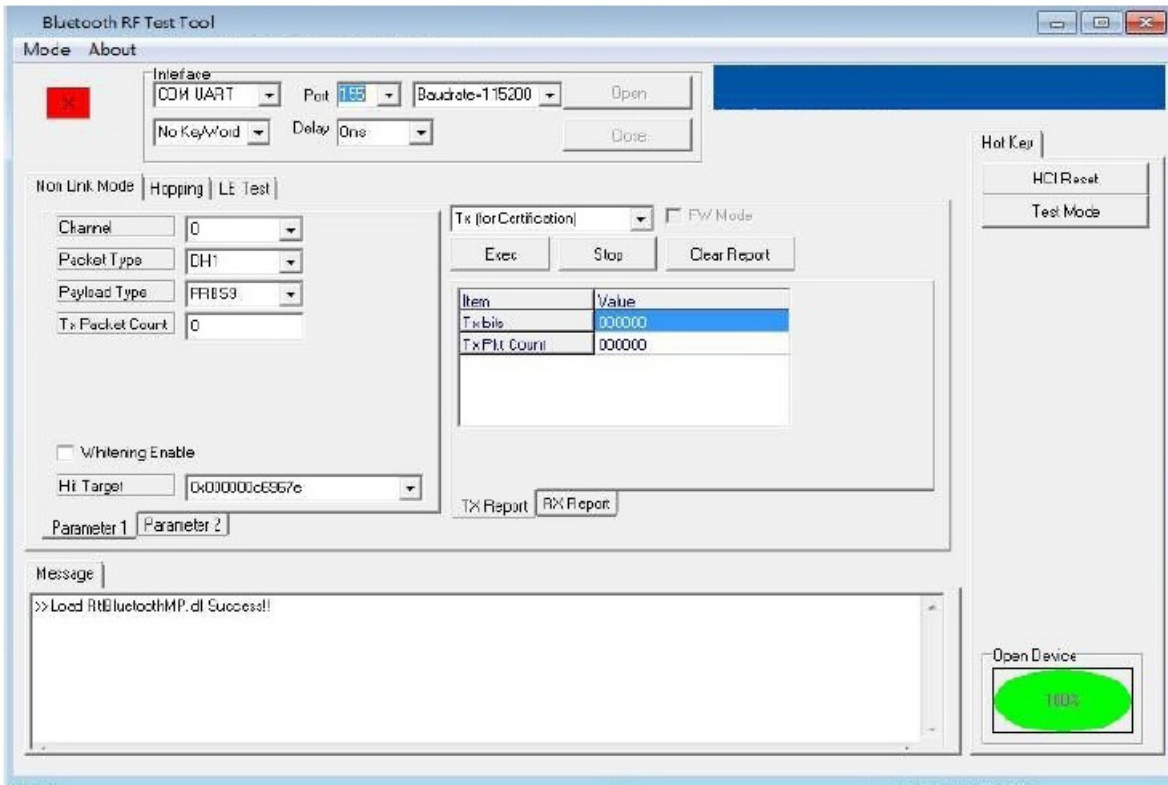 Bluetooth RF Test Tool
Mode About
Inleface
COM UART Port 155 Baudrate=115200 Open
No KeyWord Delay One Close
Hot Key
HCI Reset
Test Mode
Non Link Mode Hopping LE Test
Channel 0
Packet Type DH1
Payload Type PRBS9
Tx Packet Count 0
Whitening Enable
Hit Target 0x000000c6967e
Parameter 1 Parameter 2
Tx (for Certification) FW Mode
Exec Stop Clear Report
Item Value
Tx bits 000000
Tx Pkt Count 000000
TX Report RX Report
Message
>>Load RtlBluetoothMP.dll Success!!
Open Device
100%